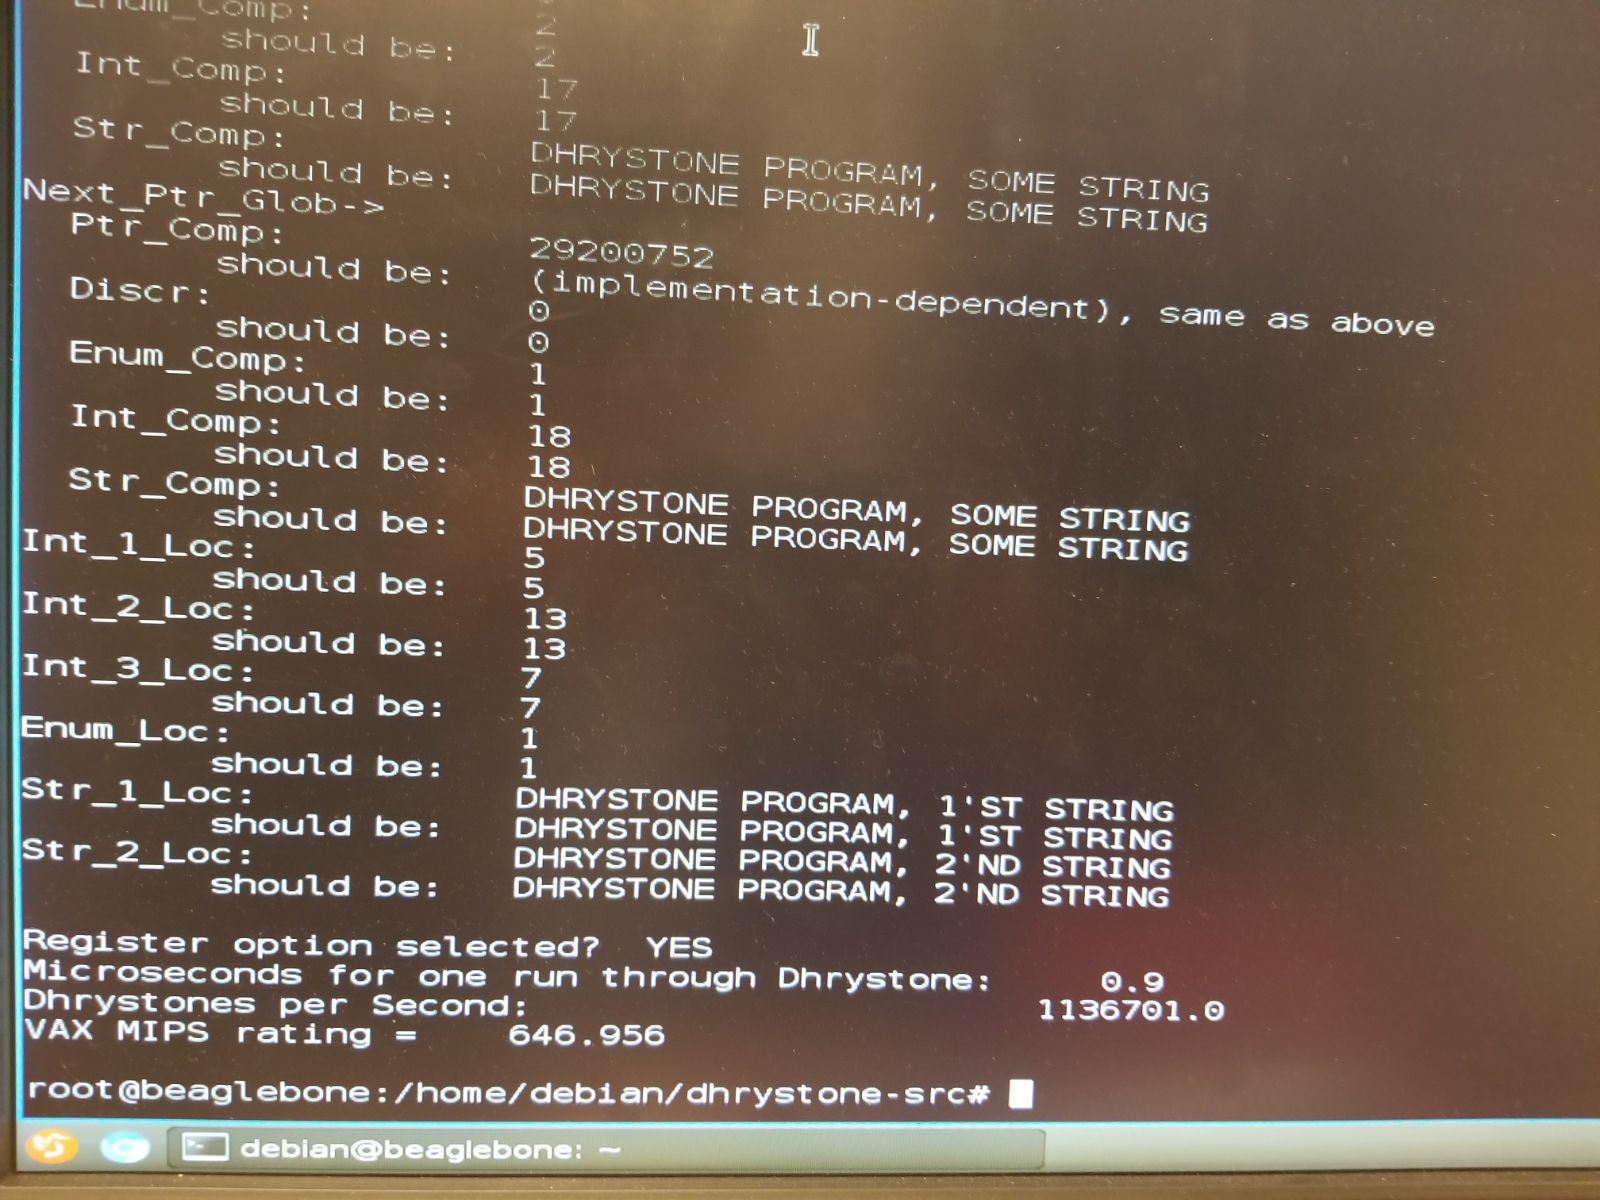 Enum_Comp: 2
should be: 2
Int_Comp: 17
should be: 17
Str_Comp: DHRYSTONE PROGRAM, SOME STRING
should be: DHRYSTONE PROGRAM, SOME STRING
Next_Ptr_Glob->
Ptr_Comp: 29200752
should be: (implementation-dependent), same as above
Discr: 0
should be: 0
Enum_Comp: 1
should be: 1
Int_Comp: 18
should be: 18
Str_Comp: DHRYSTONE PROGRAM, SOME STRING
should be: DHRYSTONE PROGRAM, SOME STRING
Int_1_Loc: 5
should be: 5
Int_2_Loc: 13
should be: 13
Int_3_Loc: 7
should be: 7
Enum_Loc: 1
should be: 1
Str_1_Loc: DHRYSTONE PROGRAM, 1'ST STRING
should be: DHRYSTONE PROGRAM, 1'ST STRING
Str_2_Loc: DHRYSTONE PROGRAM, 2'ND STRING
should be: DHRYSTONE PROGRAM, 2'ND STRING
Register option selected? YES
Microseconds for one run through Dhrystone: 0.9
Dhrystones per Second: 1136701.0
VAX MIPS rating = 646.956
root@beaglebone:/home/debian/dhrystone-src#
debian@beaglebone: ~